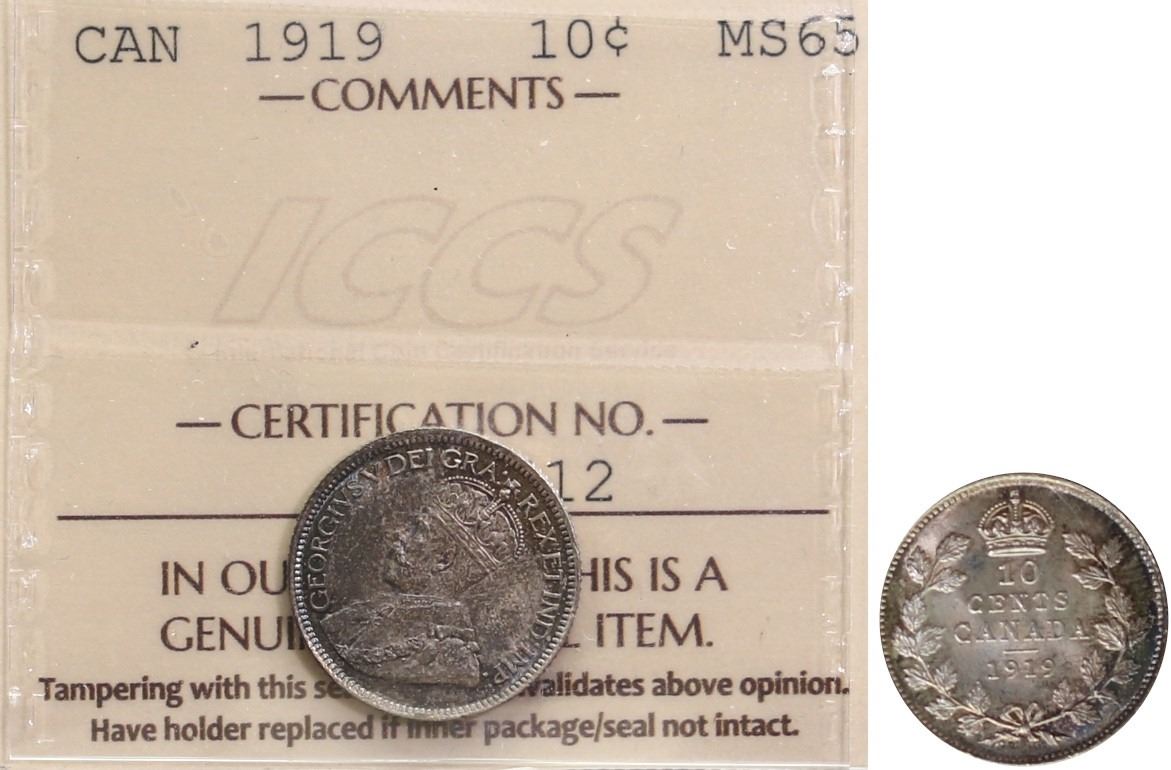 CAN 1919 10¢ MS65
—COMMENTS—
ICCS
—CERTIFICATION NO.—
12
IN OU HIS IS A
GENUI L ITEM.
Tampering with this se validates above opinion.
Have holder replaced if inner package/seal not intact.
GEORGIVS V DEI GRA: REX ET IND: IMP:
10
CENTS
CANADA
1919